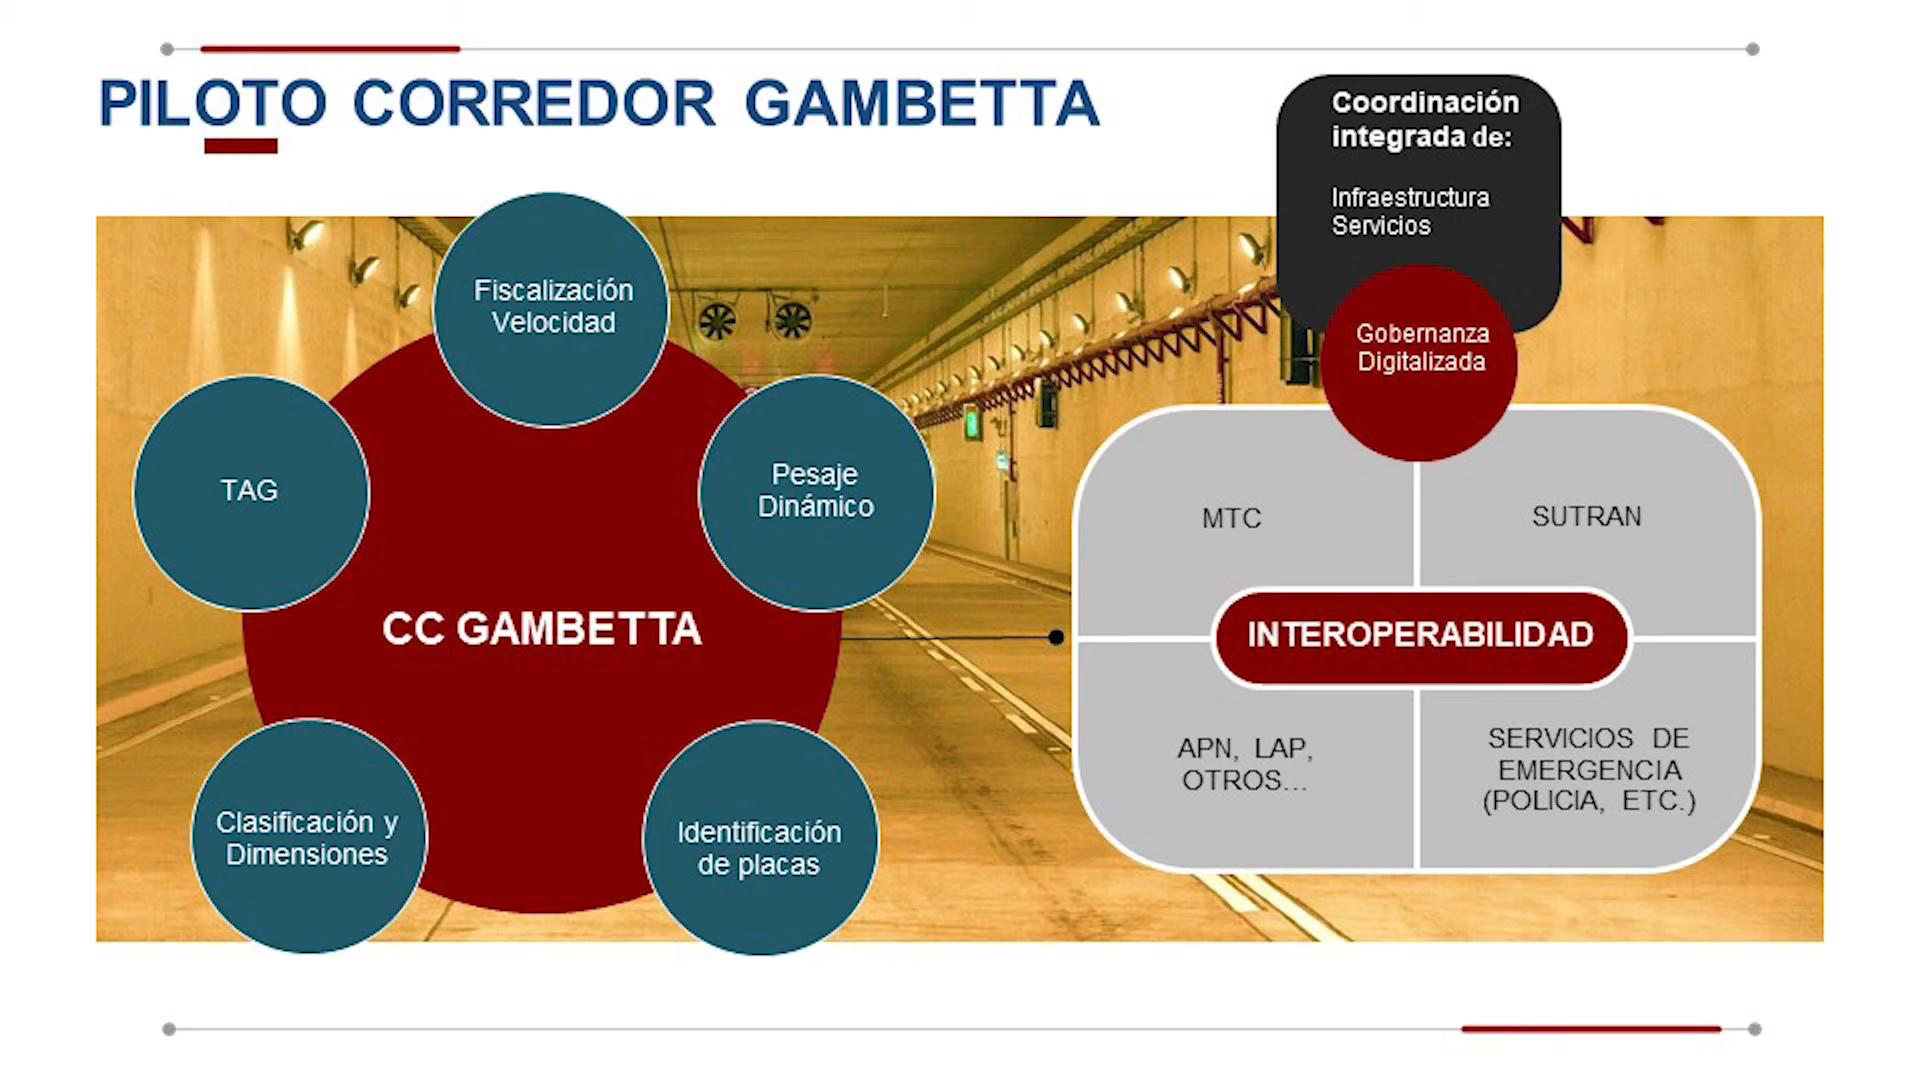 PILOTO CORREDOR GAMBETTA
Coordinación
integrada de:
Infraestructura
Servicios
Gobernanza
Digitalizada
Fiscalización
Velocidad
TAG
Pesaje
Dinámico
CC GAMBETTA
Clasificación y
Dimensiones
Identificación
de placas
MTC
SUTRAN
INTEROPERABILIDAD
APN, LAP,
OTROS...
SERVICIOS DE
EMERGENCIA
(POLICIA, ETC.)